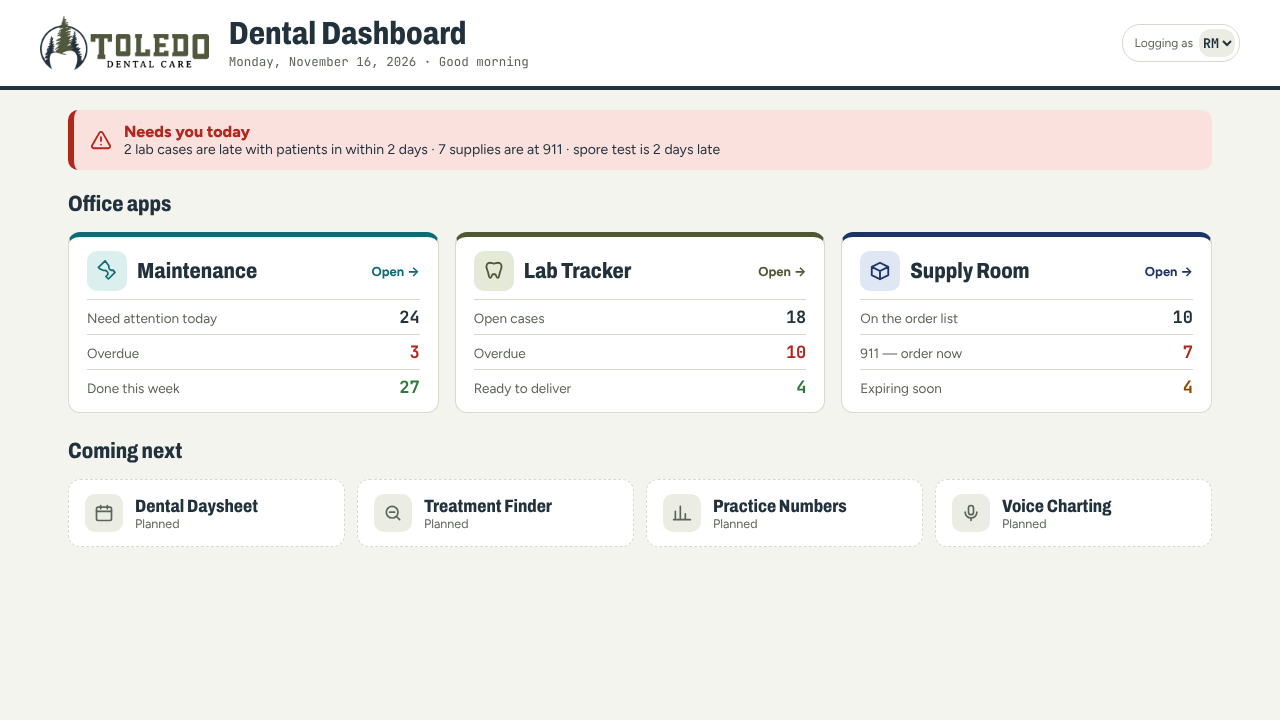 TOLEDO
DENTAL CARE
Dental Dashboard
Monday, November 16, 2026 · Good morning
Logging as RM
Needs you today
2 lab cases are late with patients in within 2 days · 7 supplies are at 911 · spore test is 2 days late
Office apps
Maintenance Open →
Need attention today 24
Overdue 3
Done this week 27
Lab Tracker Open →
Open cases 18
Overdue 10
Ready to deliver 4
Supply Room Open →
On the order list 10
911 — order now 7
Expiring soon 4
Coming next
Dental Daysheet
Planned
Treatment Finder
Planned
Practice Numbers
Planned
Voice Charting
Planned